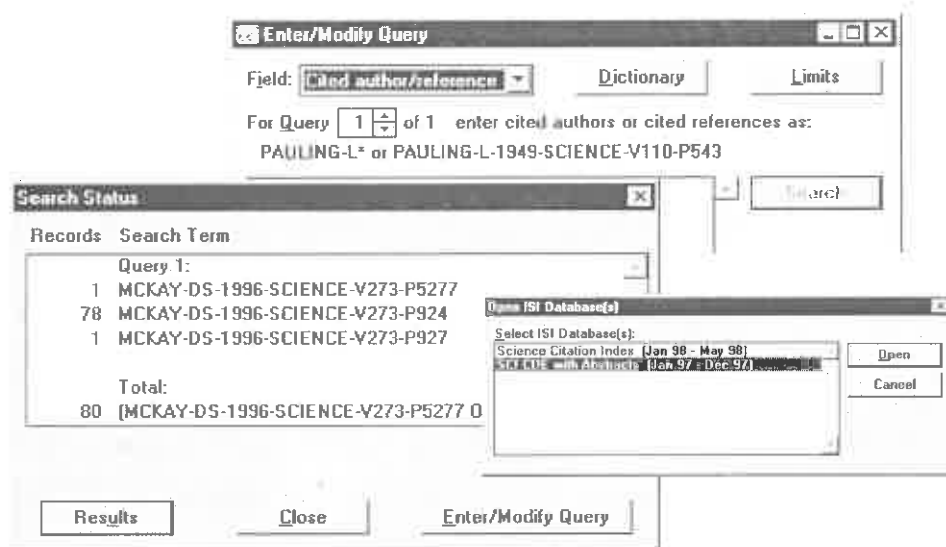 Enter/Modify Query
Field: Cited author/reference Dictionary Limits
For Query 1 of 1 enter cited authors or cited references as:
PAULING-L* or PAULING-L-1949-SCIENCE-V110-P543
Search
Search Status
Records Search Term
Query 1:
1 MCKAY-DS-1996-SCIENCE-V273-P5277
78 MCKAY-DS-1996-SCIENCE-V273-P924
1 MCKAY-DS-1996-SCIENCE-V273-P927
Total:
80 (MCKAY-DS-1996-SCIENCE-V273-P5277 O
Results Close Enter/Modify Query
Open ISI Database(s)
Select ISI Database(s):
Science Citation Index (Jan 98 - May 98)
SCI CDE with Abstracts (Jan 97 - Dec 97)
Open
Cancel